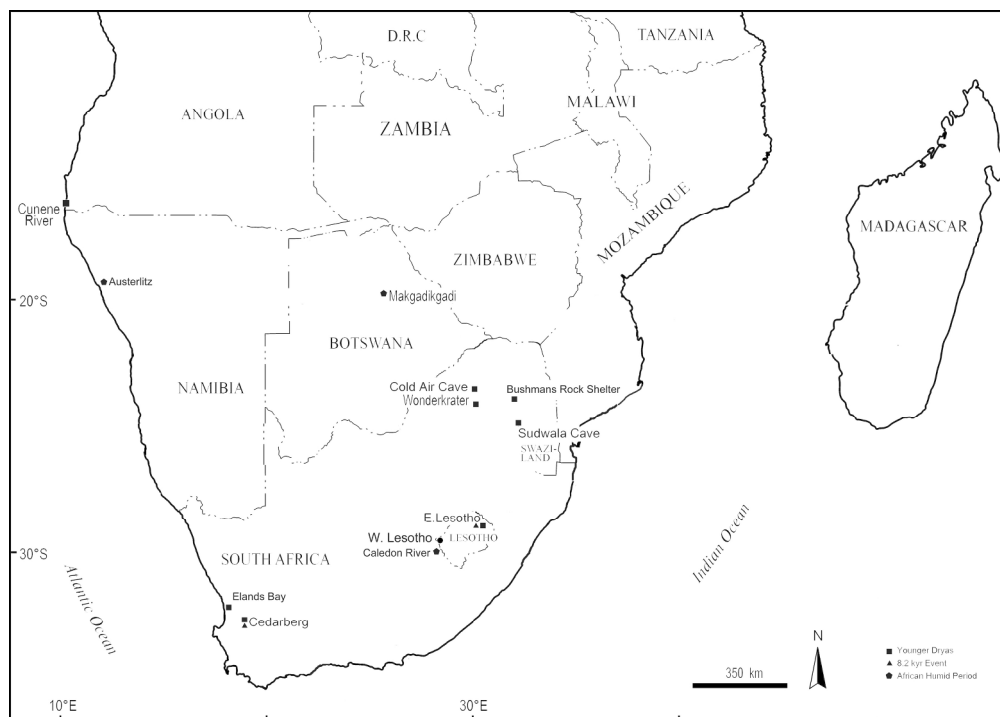 D.R.C
TANZANIA
ANGOLA
MALAWI
ZAMBIA
Cunene
River
MOZAMBIQUE
MADAGASCAR
ZIMBABWE
Austerlitz
Makgadikgadi
20°S
BOTSWANA
NAMIBIA
Cold Air Cave
Bushmans Rock Shelter
Wonderkrater
Sudwala Cave
SWAZI-
LAND
E.Lesotho
W. Lesotho
LESOTHO
Caledon River
Indian Ocean
30°S
SOUTH AFRICA
Atlantic Ocean
Elands Bay
Cedarberg
N
Younger Dryas
8.2 kyr Event
African Humid Period
350 km
10°E
30°E